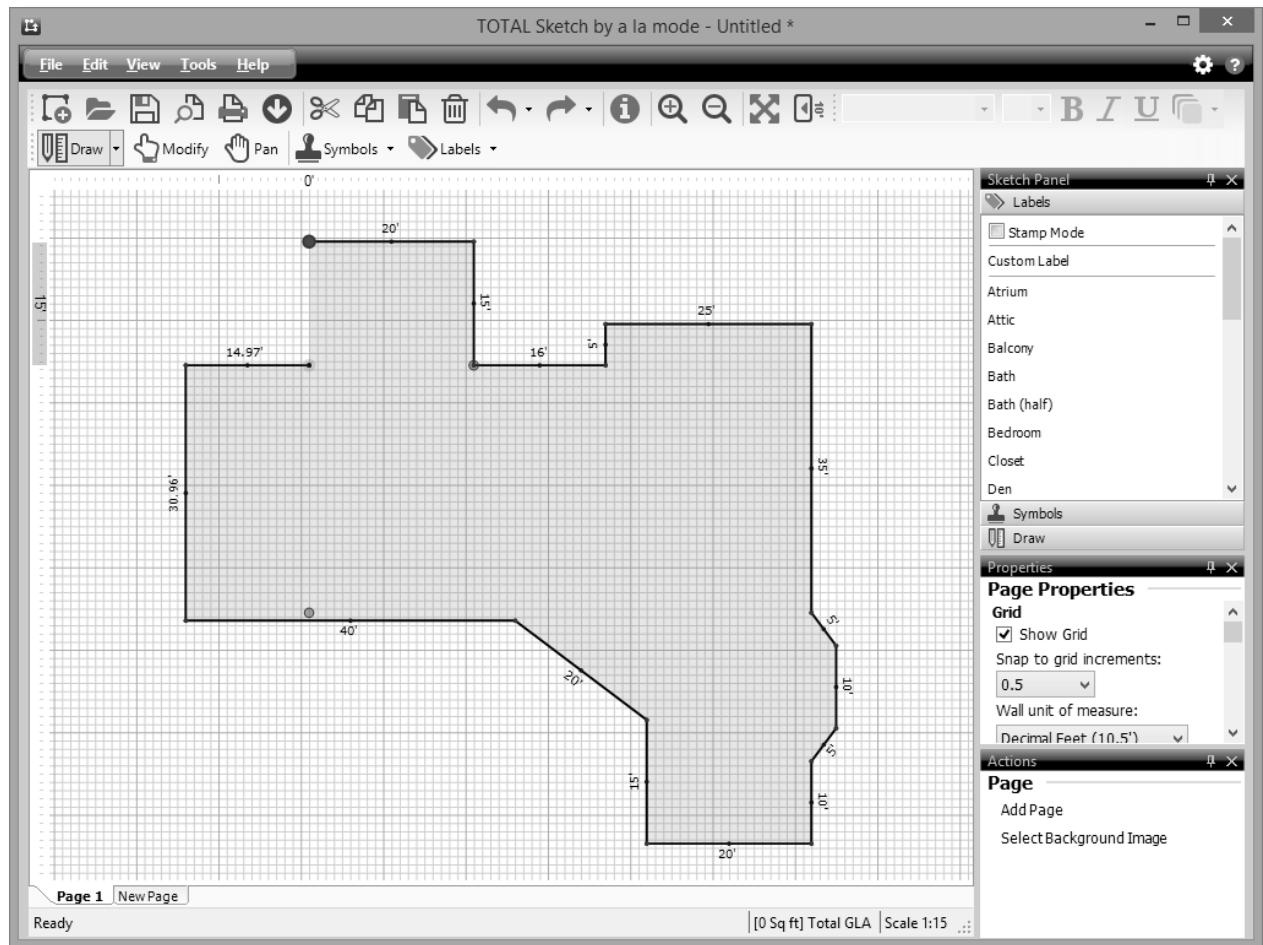 TOTAL Sketch by a la mode - Untitled *
File Edit View Tools Help
B I U
Draw Modify Pan Symbols Labels
0'
15'
20'
15'
14.97'
16'
5'
25'
35'
30.96'
40'
20'
5'
10'
5'
15'
10'
20'
Sketch Panel
Labels
Stamp Mode
Custom Label
Atrium
Attic
Balcony
Bath
Bath (half)
Bedroom
Closet
Den
Symbols
Draw
Properties
Page Properties
Grid
Show Grid
Snap to grid increments:
0.5
Wall unit of measure:
Decimal Feet (10.5')
Actions
Page
Add Page
Select Background Image
Page 1 New Page
Ready [0 Sq ft] Total GLA Scale 1:15